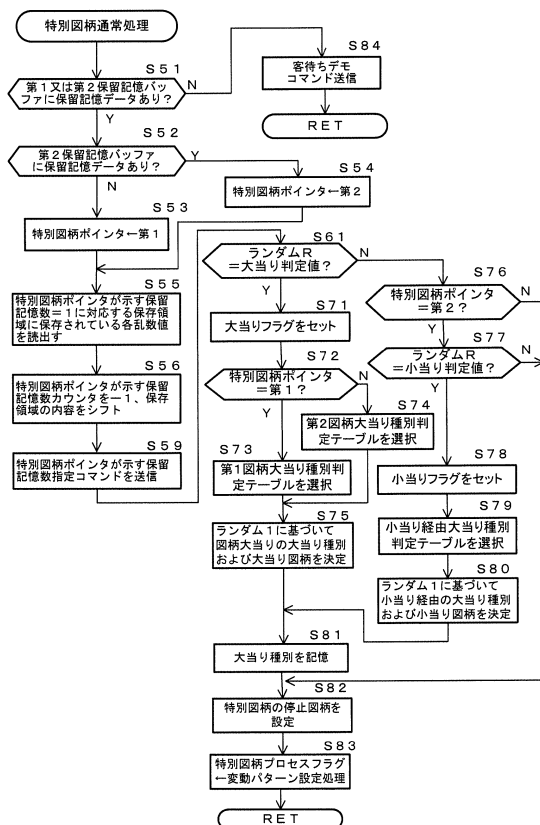 特別図柄通常処理
S51
第1又は第2保留記憶バッ
ファに保留記憶データあり？
N
Y
S84
客待ちデモ
コマンド送信
RET
S52
第2保留記憶バッファ
に保留記憶データあり？
Y
N
S54
特別図柄ポインタ←第2
S53
特別図柄ポインタ←第1
S55
特別図柄ポインタが示す保留
記憶数＝1に対応する保存領
域に保存されている各乱数値
を読出す
S56
特別図柄ポインタが示す保留
記憶数カウンタを－1、保存
領域の内容をシフト
S59
特別図柄ポインタが示す保留
記憶数指定コマンドを送信
S61
ランダムR
＝大当り判定値？
N
Y
S71
大当りフラグをセット
S72
特別図柄ポインタ
＝第1？
N
Y
S74
第2図柄大当り種別判
定テーブルを選択
S73
第1図柄大当り種別判
定テーブルを選択
S75
ランダム1に基づいて
図柄大当りの大当り種別
および大当り図柄を決定
S76
特別図柄ポインタ
＝第2？
N
Y
S77
ランダムR
＝小当り判定値？
N
Y
S78
小当りフラグをセット
S79
小当り経由大当り種別
判定テーブルを選択
S80
ランダム1に基づいて
小当り経由の大当り種別
および小当り図柄を決定
S81
大当り種別を記憶
S82
特別図柄の停止図柄を
設定
S83
特別図柄プロセスフラグ
←変動パターン設定処理
RET